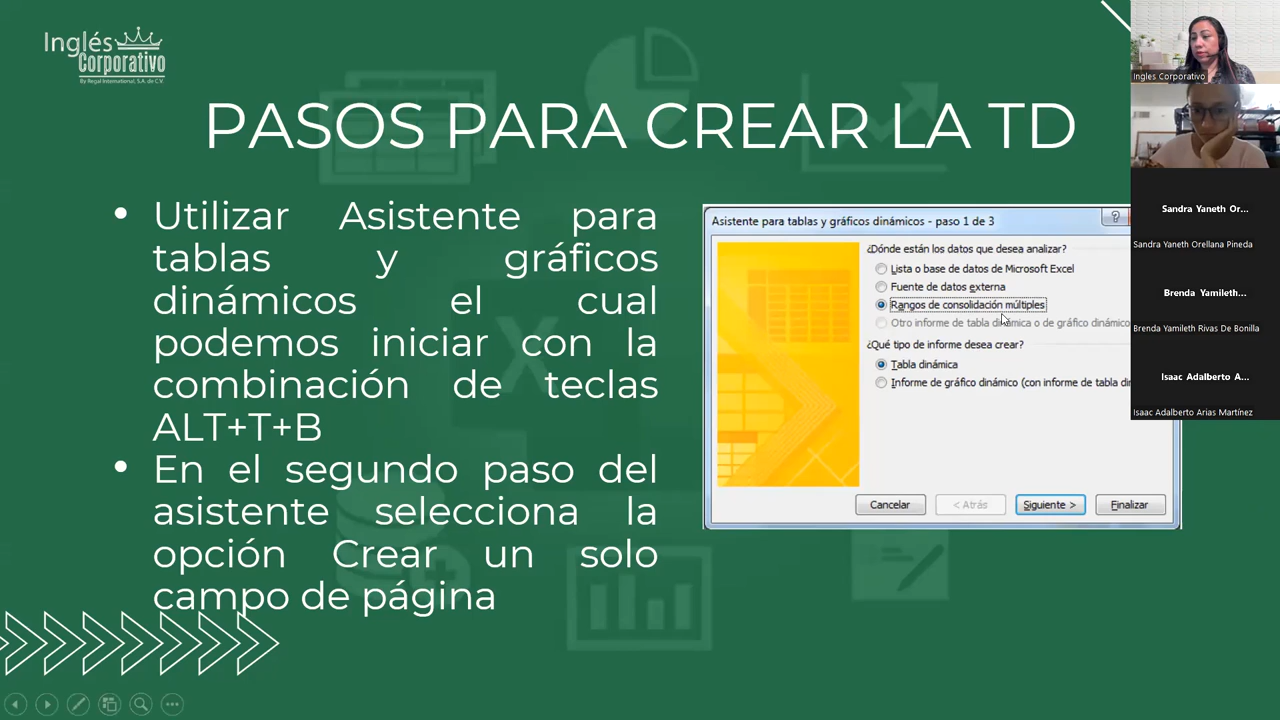 Inglés
Corporativo
By Regal International, S.A. de C.V.
PASOS PARA CREAR LA TD
• Utilizar Asistente para
tablas y gráficos
dinámicos el cual
podemos iniciar con la
combinación de teclas
ALT+T+B
• En el segundo paso del
asistente selecciona la
opción Crear un solo
campo de página
Asistente para tablas y gráficos dinámicos - paso 1 de 3
?
¿Dónde están los datos que desea analizar?
Lista o base de datos de Microsoft Excel
Fuente de datos externa
Rangos de consolidación múltiples
Otro informe de tabla dinámica o de gráfico dinámico
¿Qué tipo de informe desea crear?
Tabla dinámica
Informe de gráfico dinámico (con informe de tabla di
Cancelar
< Atrás
Siguiente >
Finalizar
Ingles Corporativo
Sandra Yaneth Or...
Sandra Yaneth Orellana Pineda
Brenda Yamileth...
Brenda Yamileth Rivas De Bonilla
Isaac Adalberto A...
Isaac Adalberto Arias Martínez